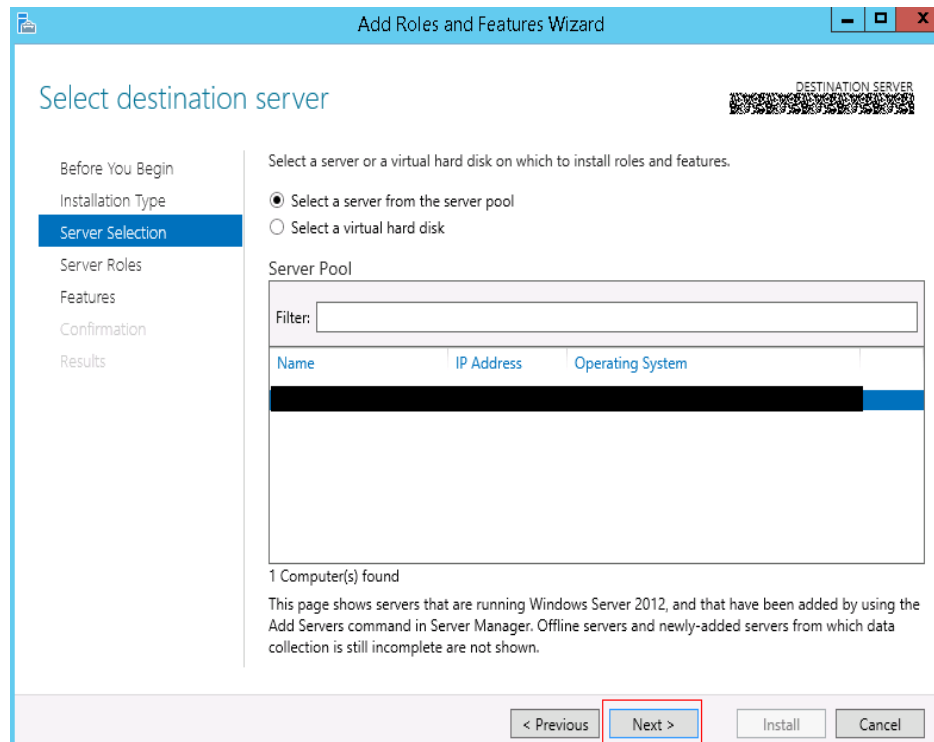 Add Roles and Features Wizard
Select destination server
DESTINATION SERVER
Before You Begin
Installation Type
Server Selection
Server Roles
Features
Confirmation
Results
Select a server or a virtual hard disk on which to install roles and features.
Select a server from the server pool
Select a virtual hard disk
Server Pool
Filter:
Name IP Address Operating System
1 Computer(s) found
This page shows servers that are running Windows Server 2012, and that have been added by using the
Add Servers command in Server Manager. Offline servers and newly-added servers from which data
collection is still incomplete are not shown.
< Previous Next > Install Cancel